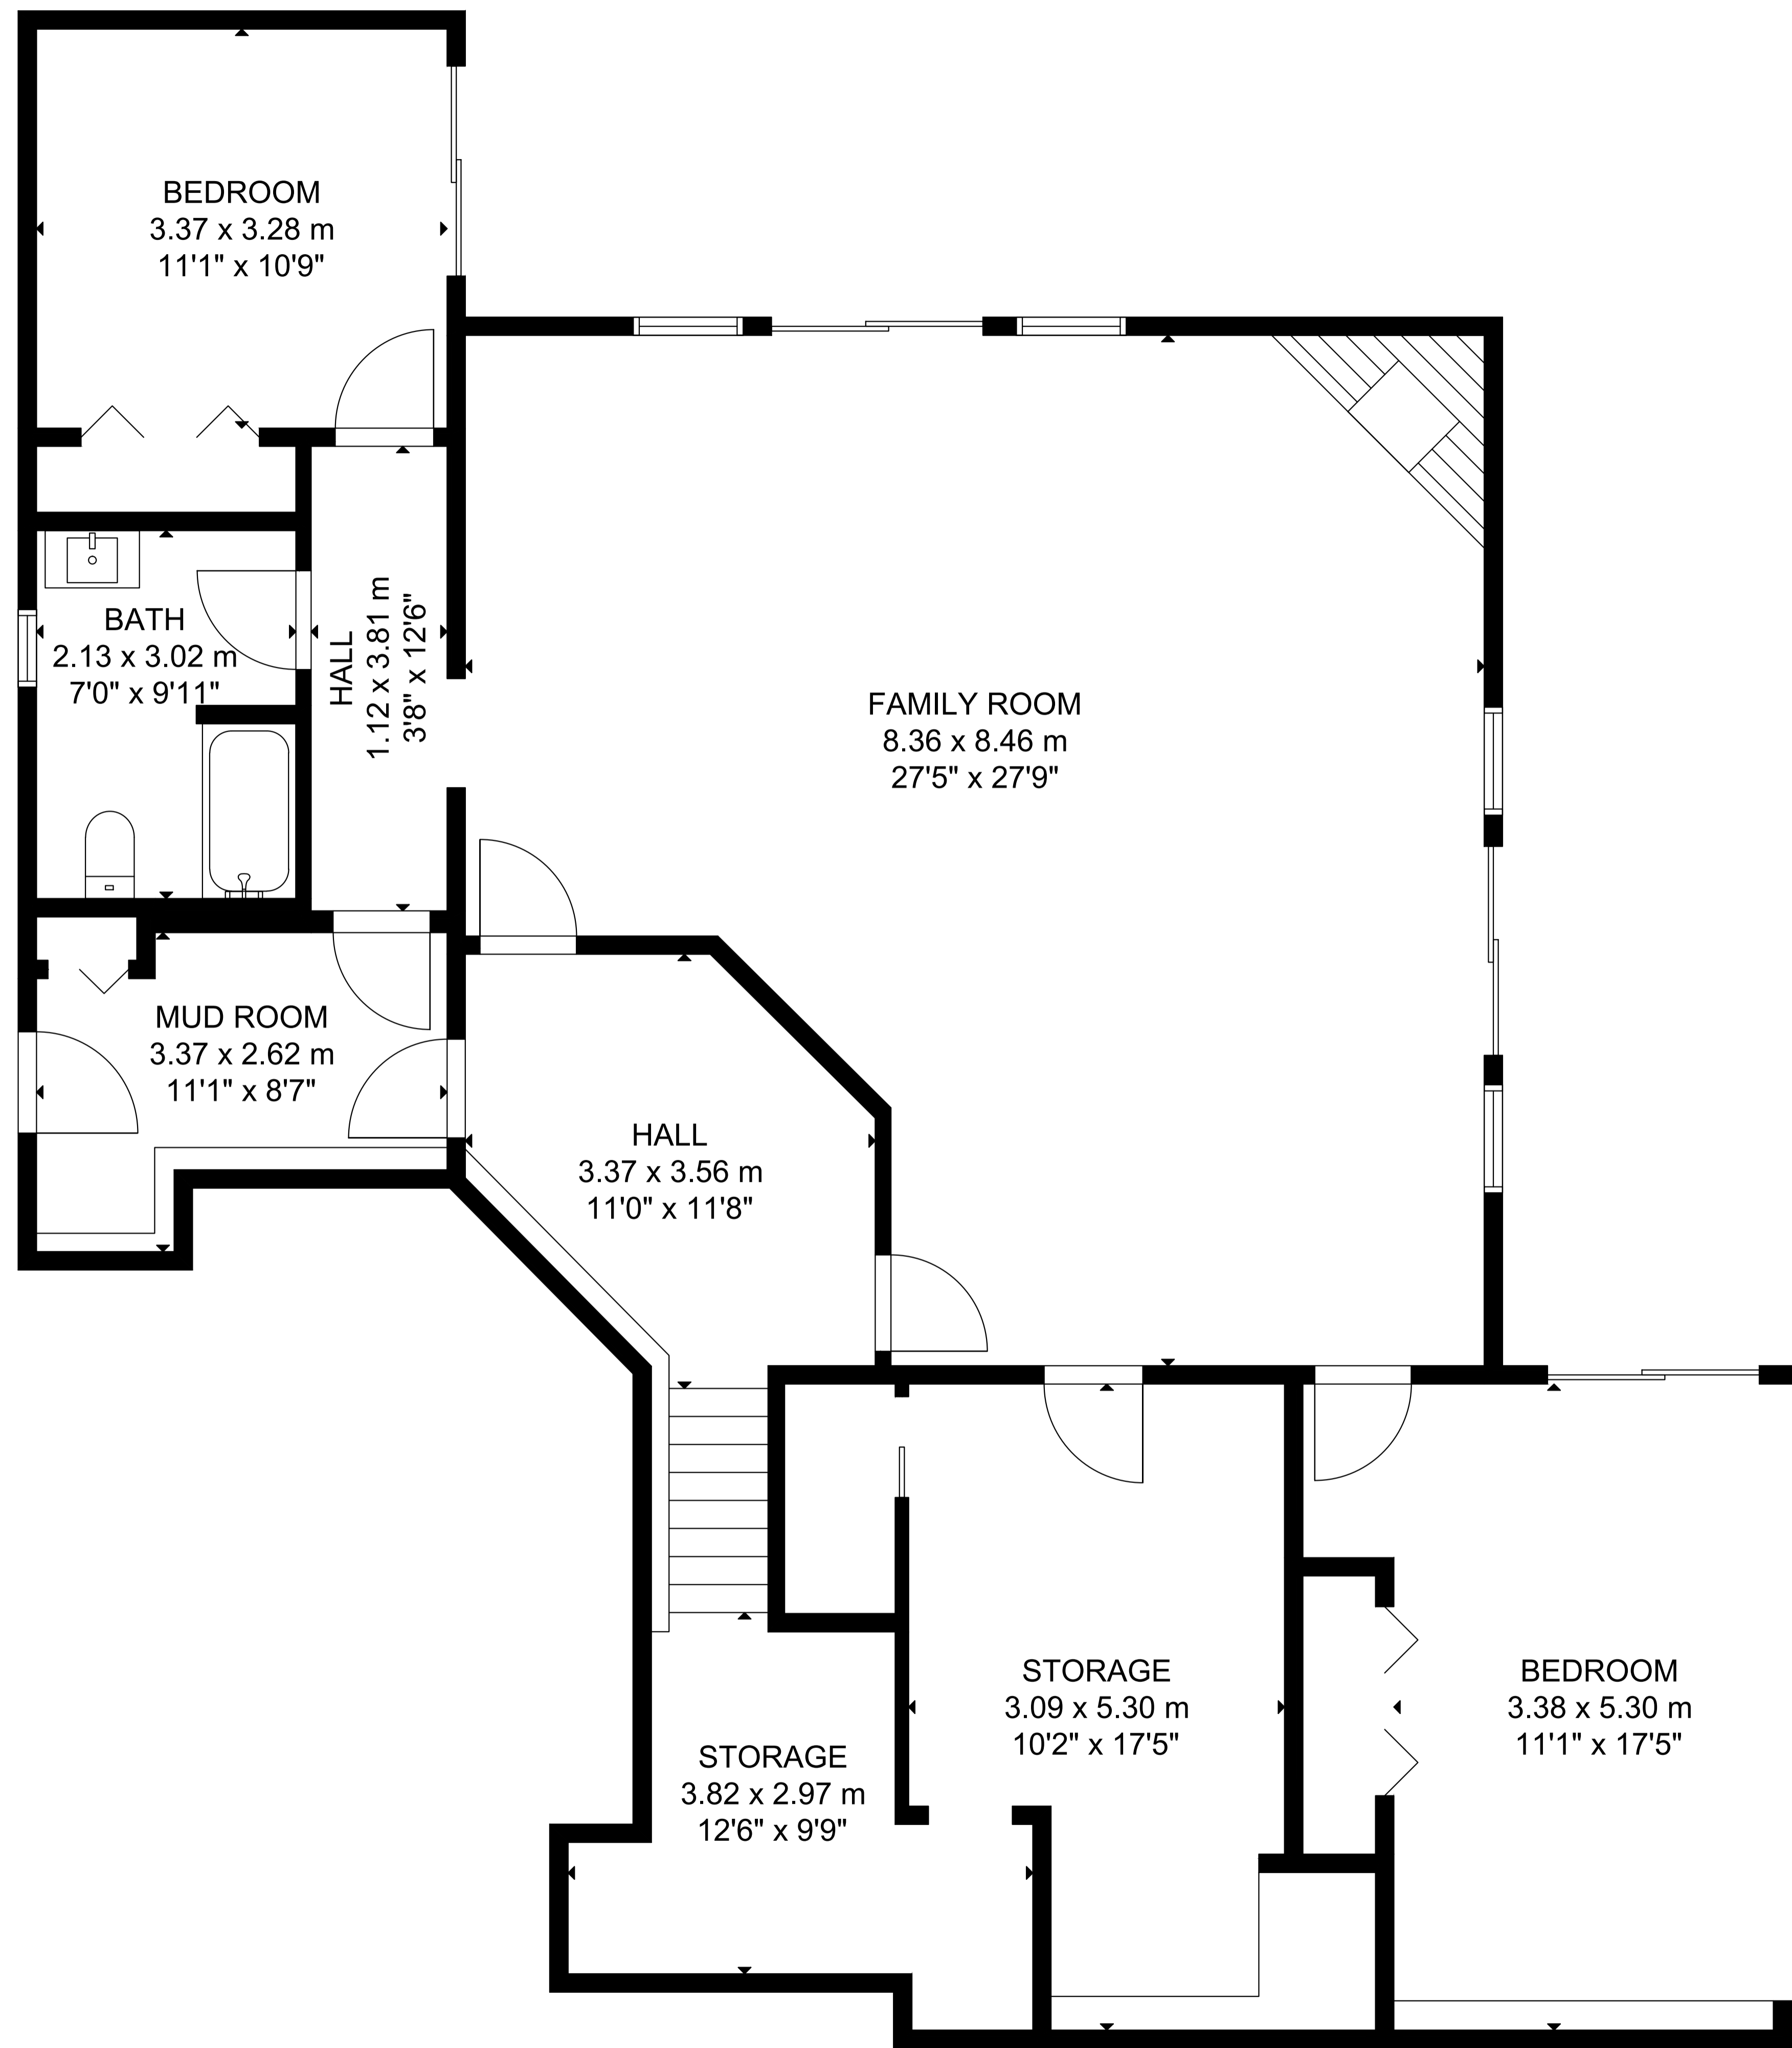 BEDROOM
3.37 x 3.28 m
11'1" x 10'9"
BATH
2.13 x 3.02 m
7'0" x 9'11"
HALL
1.12 x 3.81 m
3'8" x 12'6"
FAMILY ROOM
8.36 x 8.46 m
27'5" x 27'9"
MUD ROOM
3.37 x 2.62 m
11'1" x 8'7"
HALL
3.37 x 3.56 m
11'0" x 11'8"
STORAGE
3.09 x 5.30 m
10'2" x 17'5"
BEDROOM
3.38 x 5.30 m
11'1" x 17'5"
STORAGE
3.82 x 2.97 m
12'6" x 9'9"